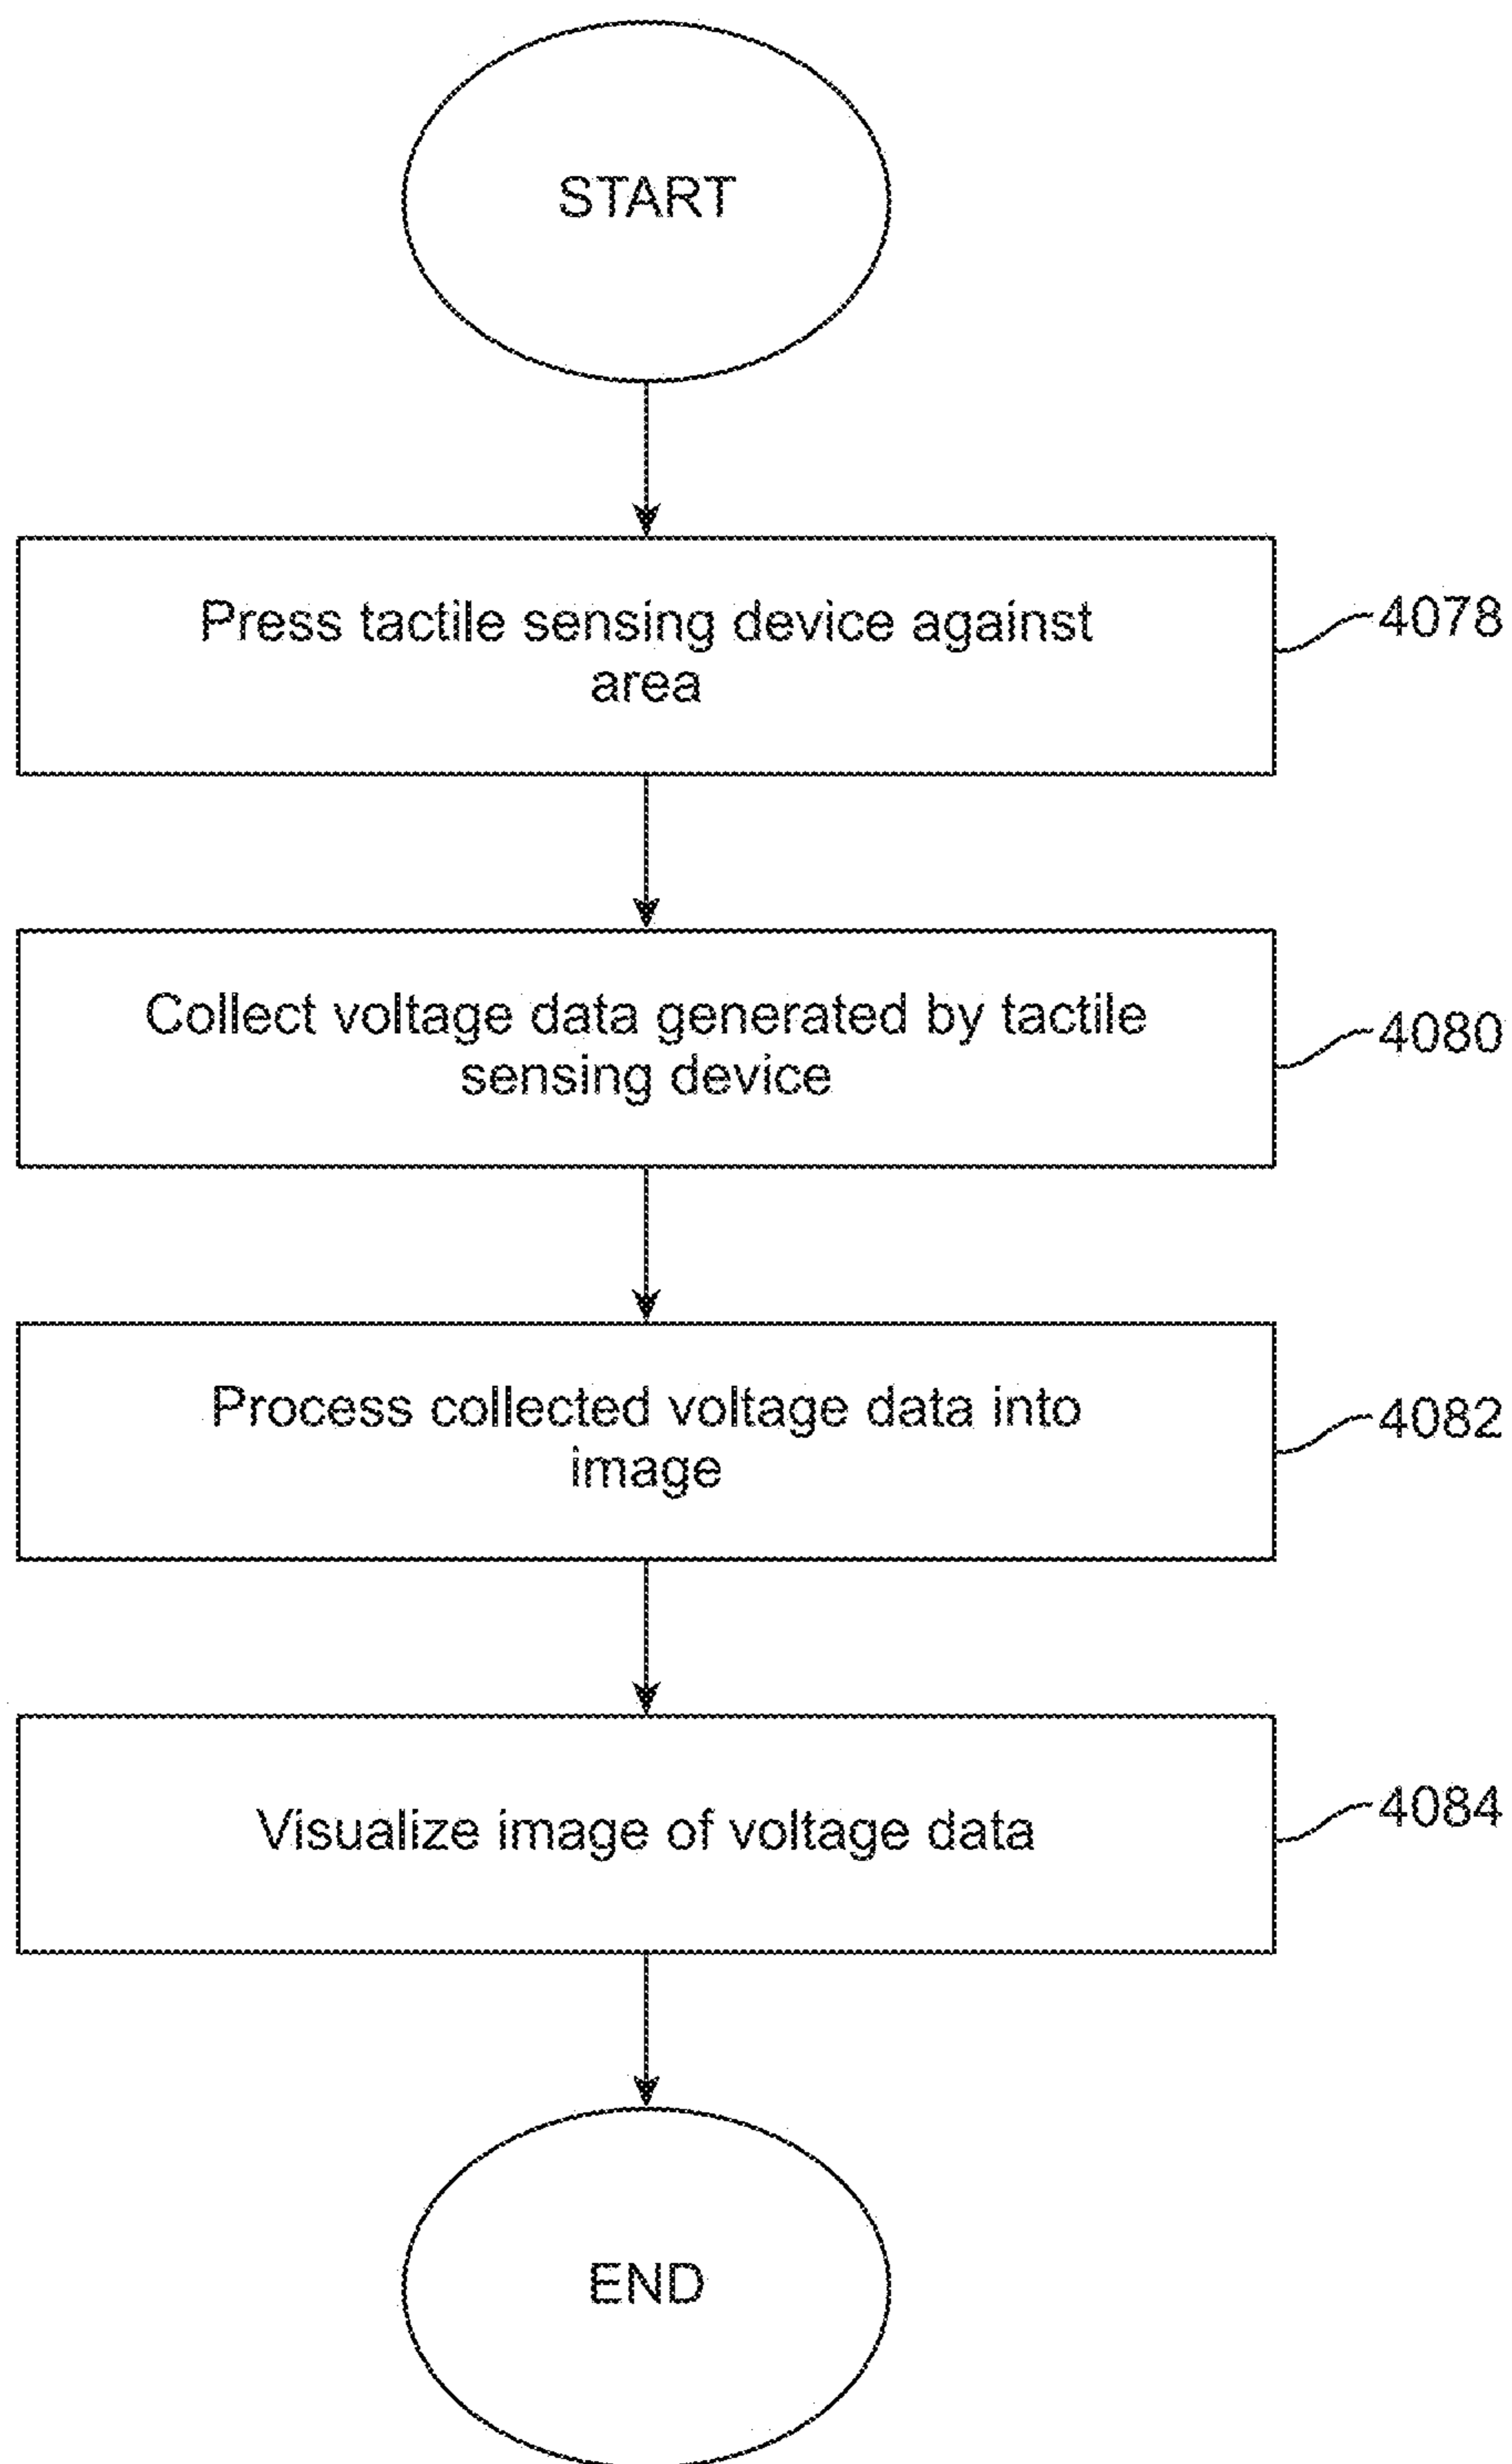 START
Press tactile sensing device against
area
4078
Collect voltage data generated by tactile
sensing device
4080
Process collected voltage data into
image
4082
Visualize image of voltage data
4084
END